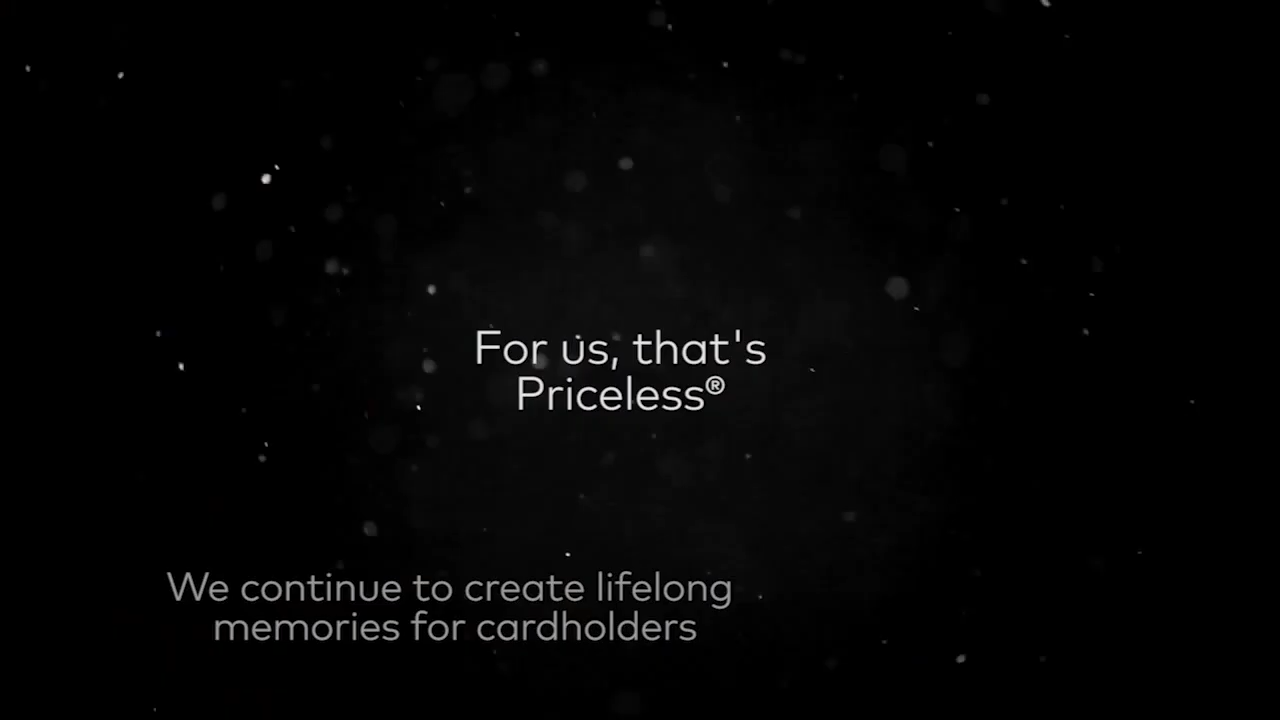 For us, that's
Priceless®
We continue to create lifelong
memories for cardholders